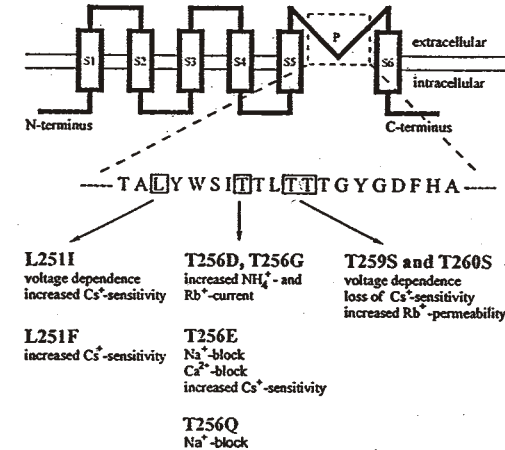 S1
S2
S3
S4
S5
P
S6
extracellular
intracellular
N-terminus
C-terminus
TALYWSITTLTTTGYGDFHA
L251I
voltage dependence
increased Cs⁺-sensitivity
L251F
increased Cs⁺-sensitivity
T256D, T256G
increased NH₄⁺- and
Rb⁺-current
T256E
Na⁺-block
Ca²⁺-block
increased Cs⁺-sensitivity
T256Q
Na⁺-block
T259S and T260S
voltage dependence
loss of Cs⁺-sensitivity
increased Rb⁺-permeability